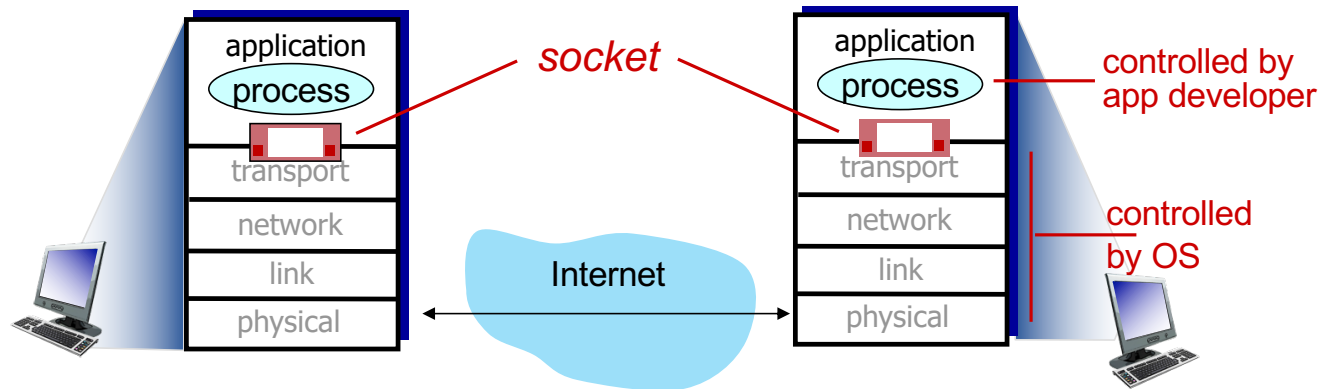 application
process
transport
network
link
physical
socket
Internet
application
process
transport
network
link
physical
controlled by
app developer
controlled
by OS